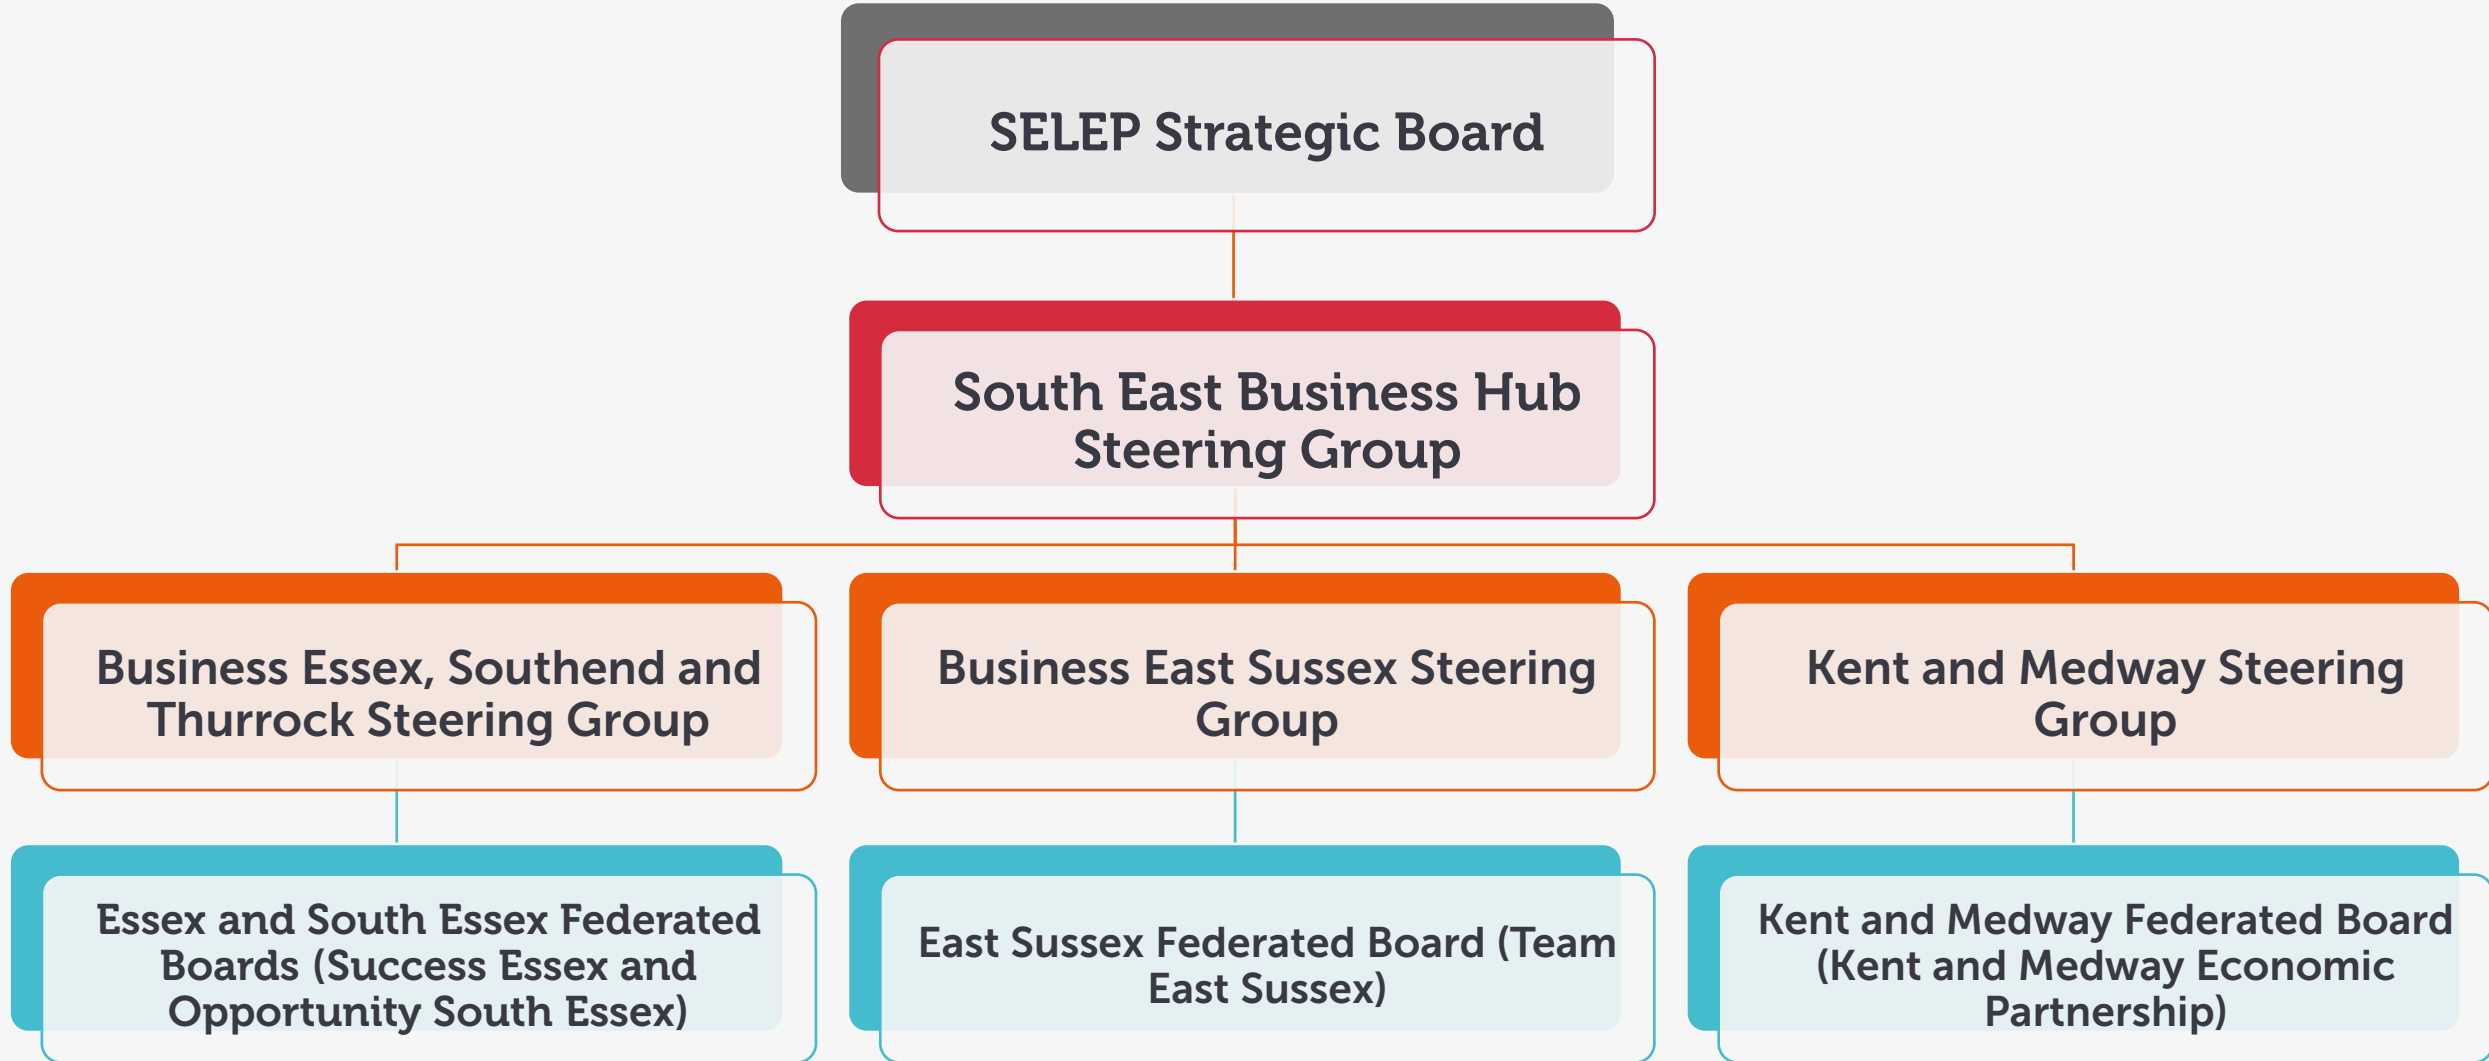 SELEP Strategic Board
South East Business Hub
Steering Group
Business Essex, Southend and
Thurrock Steering Group
Business East Sussex Steering
Group
Kent and Medway Steering
Group
Essex and South Essex Federated
Boards (Success Essex and
Opportunity South Essex)
East Sussex Federated Board (Team
East Sussex)
Kent and Medway Federated Board
(Kent and Medway Economic
Partnership)